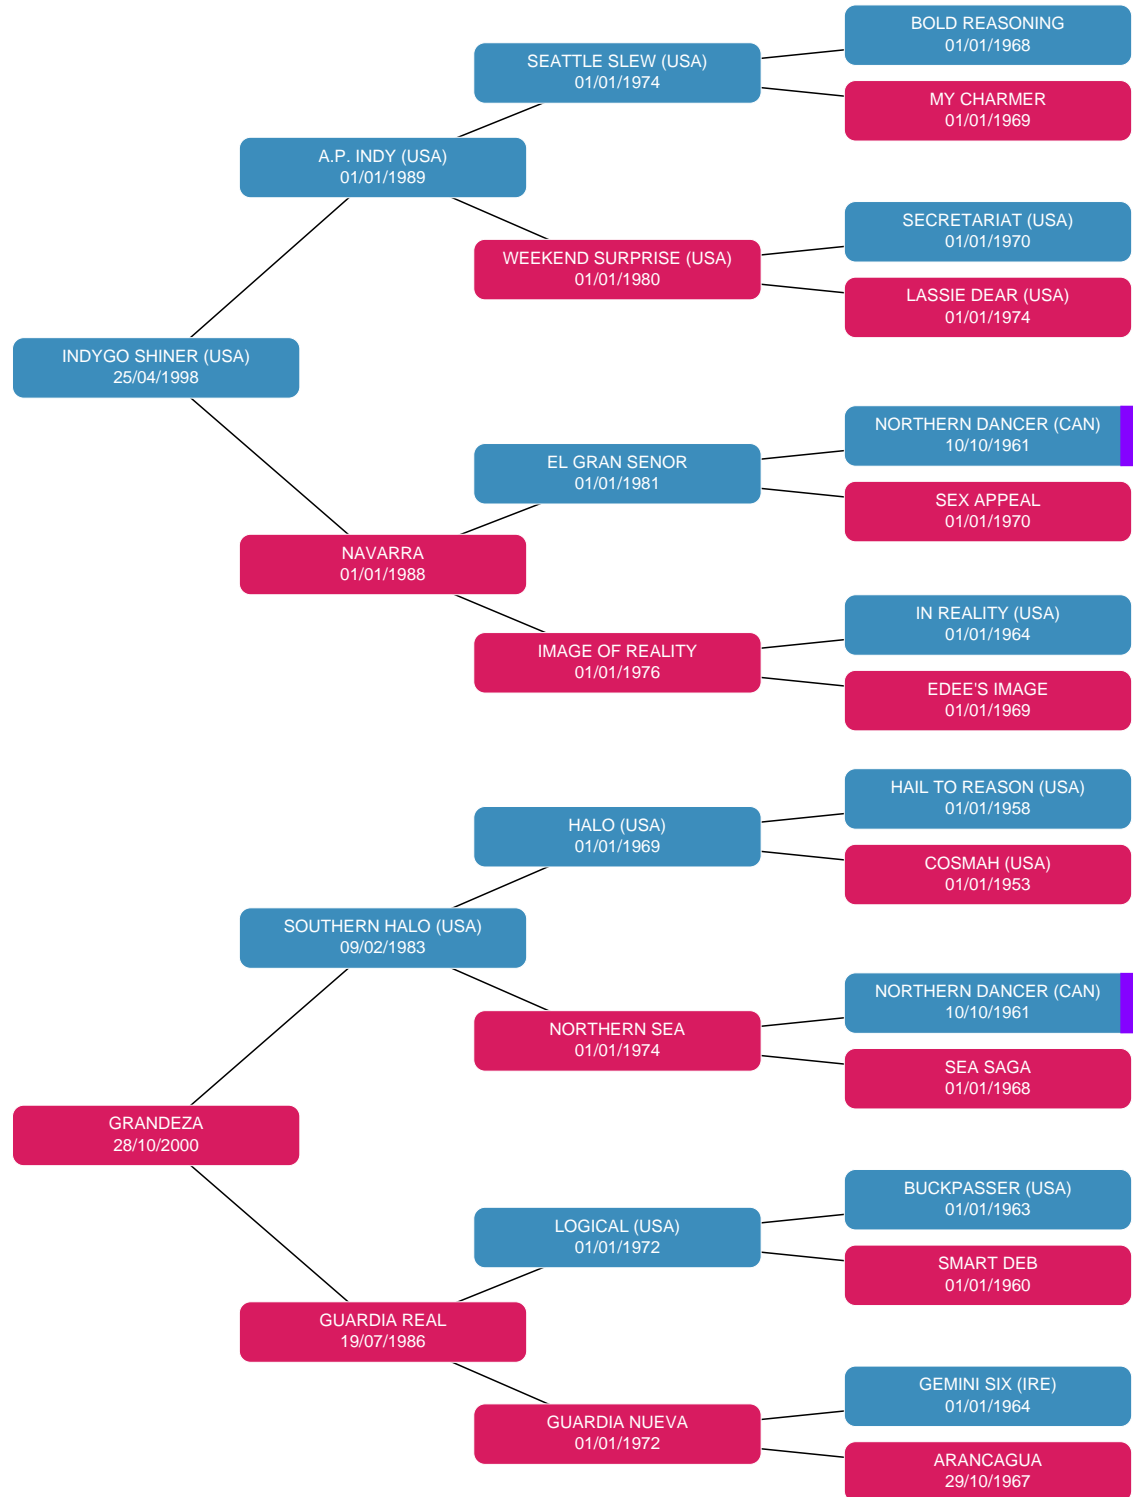 BOLD REASONING
01/01/1968
SEATTLE SLEW (USA)
01/01/1974
MY CHARMER
01/01/1969
A.P. INDY (USA)
01/01/1989
SECRETARIAT (USA)
01/01/1970
WEEKEND SURPRISE (USA)
01/01/1980
LASSIE DEAR (USA)
01/01/1974
INDYGO SHINER (USA)
25/04/1998
NORTHERN DANCER (CAN)
10/10/1961
EL GRAN SENOR
01/01/1981
SEX APPEAL
01/01/1970
NAVARRA
01/01/1988
IN REALITY (USA)
01/01/1964
IMAGE OF REALITY
01/01/1976
EDEE'S IMAGE
01/01/1969
HAIL TO REASON (USA)
01/01/1958
HALO (USA)
01/01/1969
COSMAH (USA)
01/01/1953
SOUTHERN HALO (USA)
09/02/1983
NORTHERN DANCER (CAN)
10/10/1961
NORTHERN SEA
01/01/1974
SEA SAGA
01/01/1968
GRANDEZA
28/10/2000
BUCKPASSER (USA)
01/01/1963
LOGICAL (USA)
01/01/1972
SMART DEB
01/01/1960
GUARDIA REAL
19/07/1986
GEMINI SIX (IRE)
01/01/1964
GUARDIA NUEVA
01/01/1972
ARANCAGUA
29/10/1967